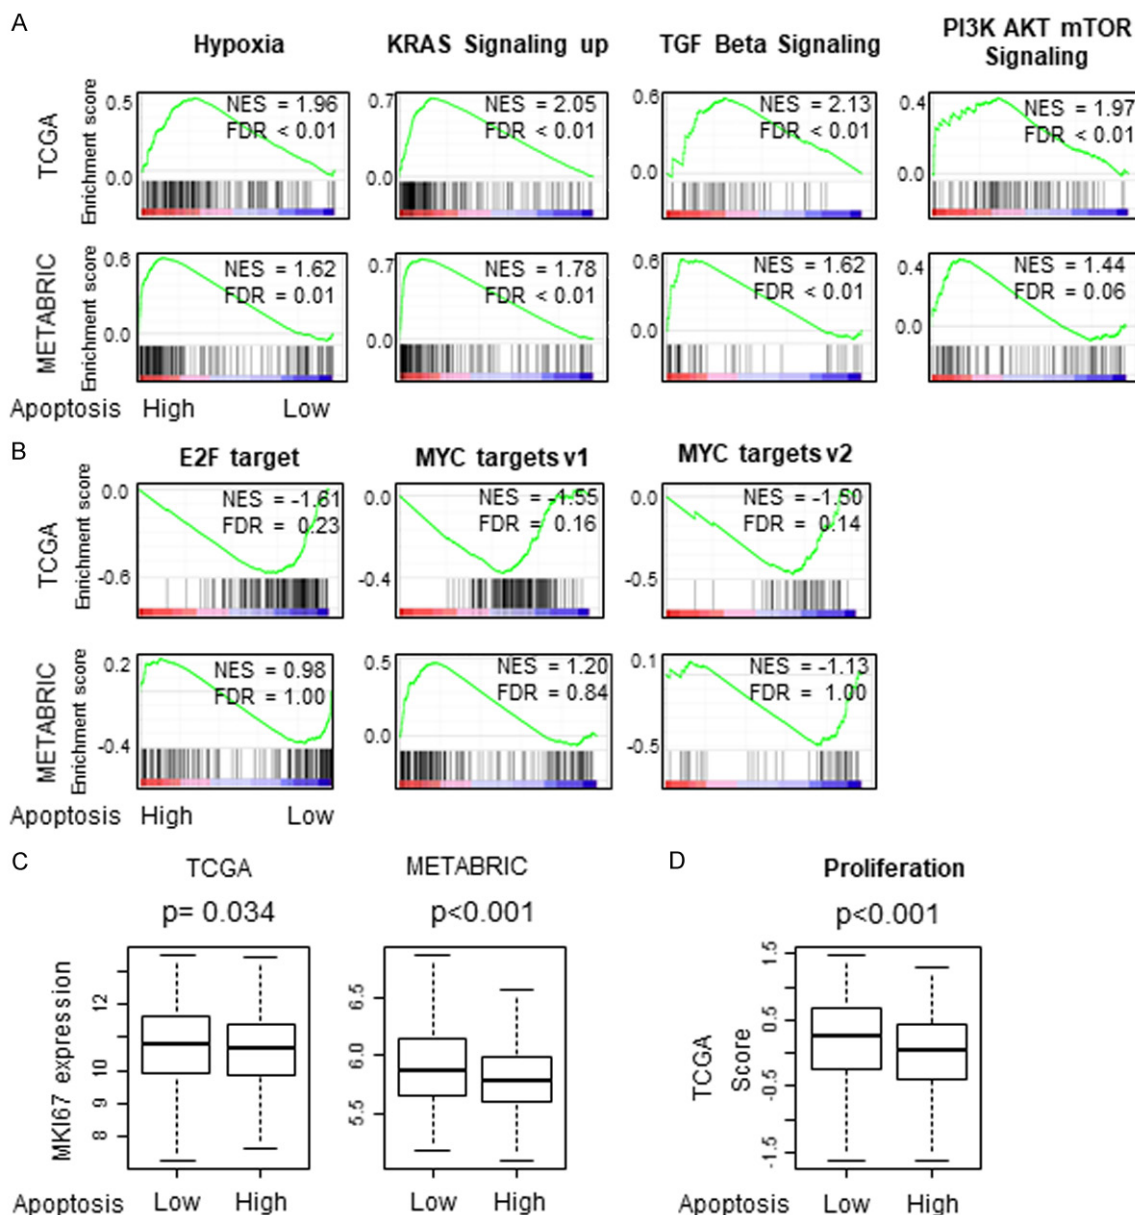 A
Hypoxia
KRAS Signaling up
TGF Beta Signaling
PI3K AKT mTOR
Signaling
TCGA
Enrichment score
0.5
0.0
NES = 1.96
FDR < 0.01
0.7
0.0
NES = 2.05
FDR < 0.01
0.6
0.0
NES = 2.13
FDR < 0.01
0.4
0.0
NES = 1.97
FDR < 0.01
METABRIC
Enrichment score
0.6
0.0
NES = 1.62
FDR = 0.01
0.7
0.0
NES = 1.78
FDR < 0.01
0.6
0.0
NES = 1.62
FDR < 0.01
0.4
0.0
NES = 1.44
FDR = 0.06
Apoptosis High Low
B
E2F target
MYC targets v1
MYC targets v2
TCGA
Enrichment score
0.0
-0.6
NES = -1.61
FDR = 0.23
0.0
-0.4
NES = -1.55
FDR = 0.16
0.0
-0.5
NES = -1.50
FDR = 0.14
METABRIC
Enrichment score
0.2
-0.4
NES = 0.98
FDR = 1.00
0.5
0.0
NES = 1.20
FDR = 0.84
0.1
-0.5
NES = -1.13
FDR = 1.00
Apoptosis High Low
C
TCGA
p= 0.034
MKI67 expression
12
10
9
8
METABRIC
p<0.001
6.5
6.0
5.5
Apoptosis Low High Low High
D
Proliferation
p<0.001
TCGA
Score
1.5
0.5
-0.5
-1.5
Apoptosis Low High